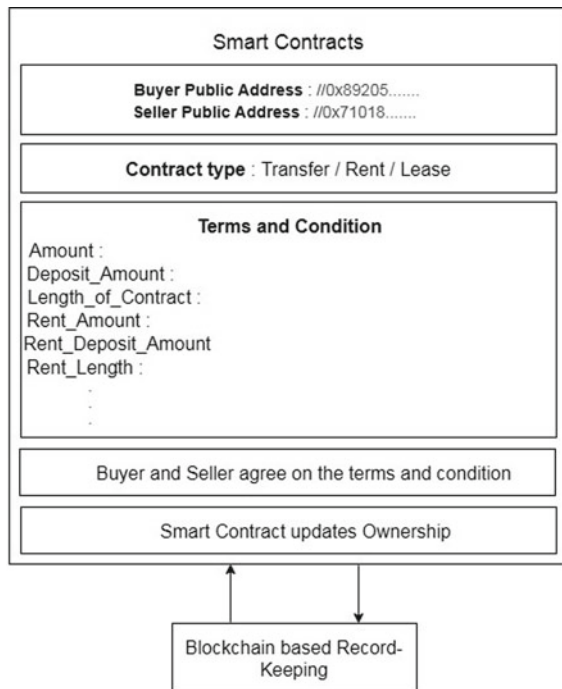 Smart Contracts
Buyer Public Address : //0x89205.......
Seller Public Address : //0x71018.......
Contract type : Transfer / Rent / Lease
Terms and Condition
Amount :
Deposit_Amount :
Length_of_Contract :
Rent_Amount :
Rent_Deposit_Amount
Rent_Length :
.
.
.
Buyer and Seller agree on the terms and condition
Smart Contract updates Ownership
Blockchain based Record-
Keeping